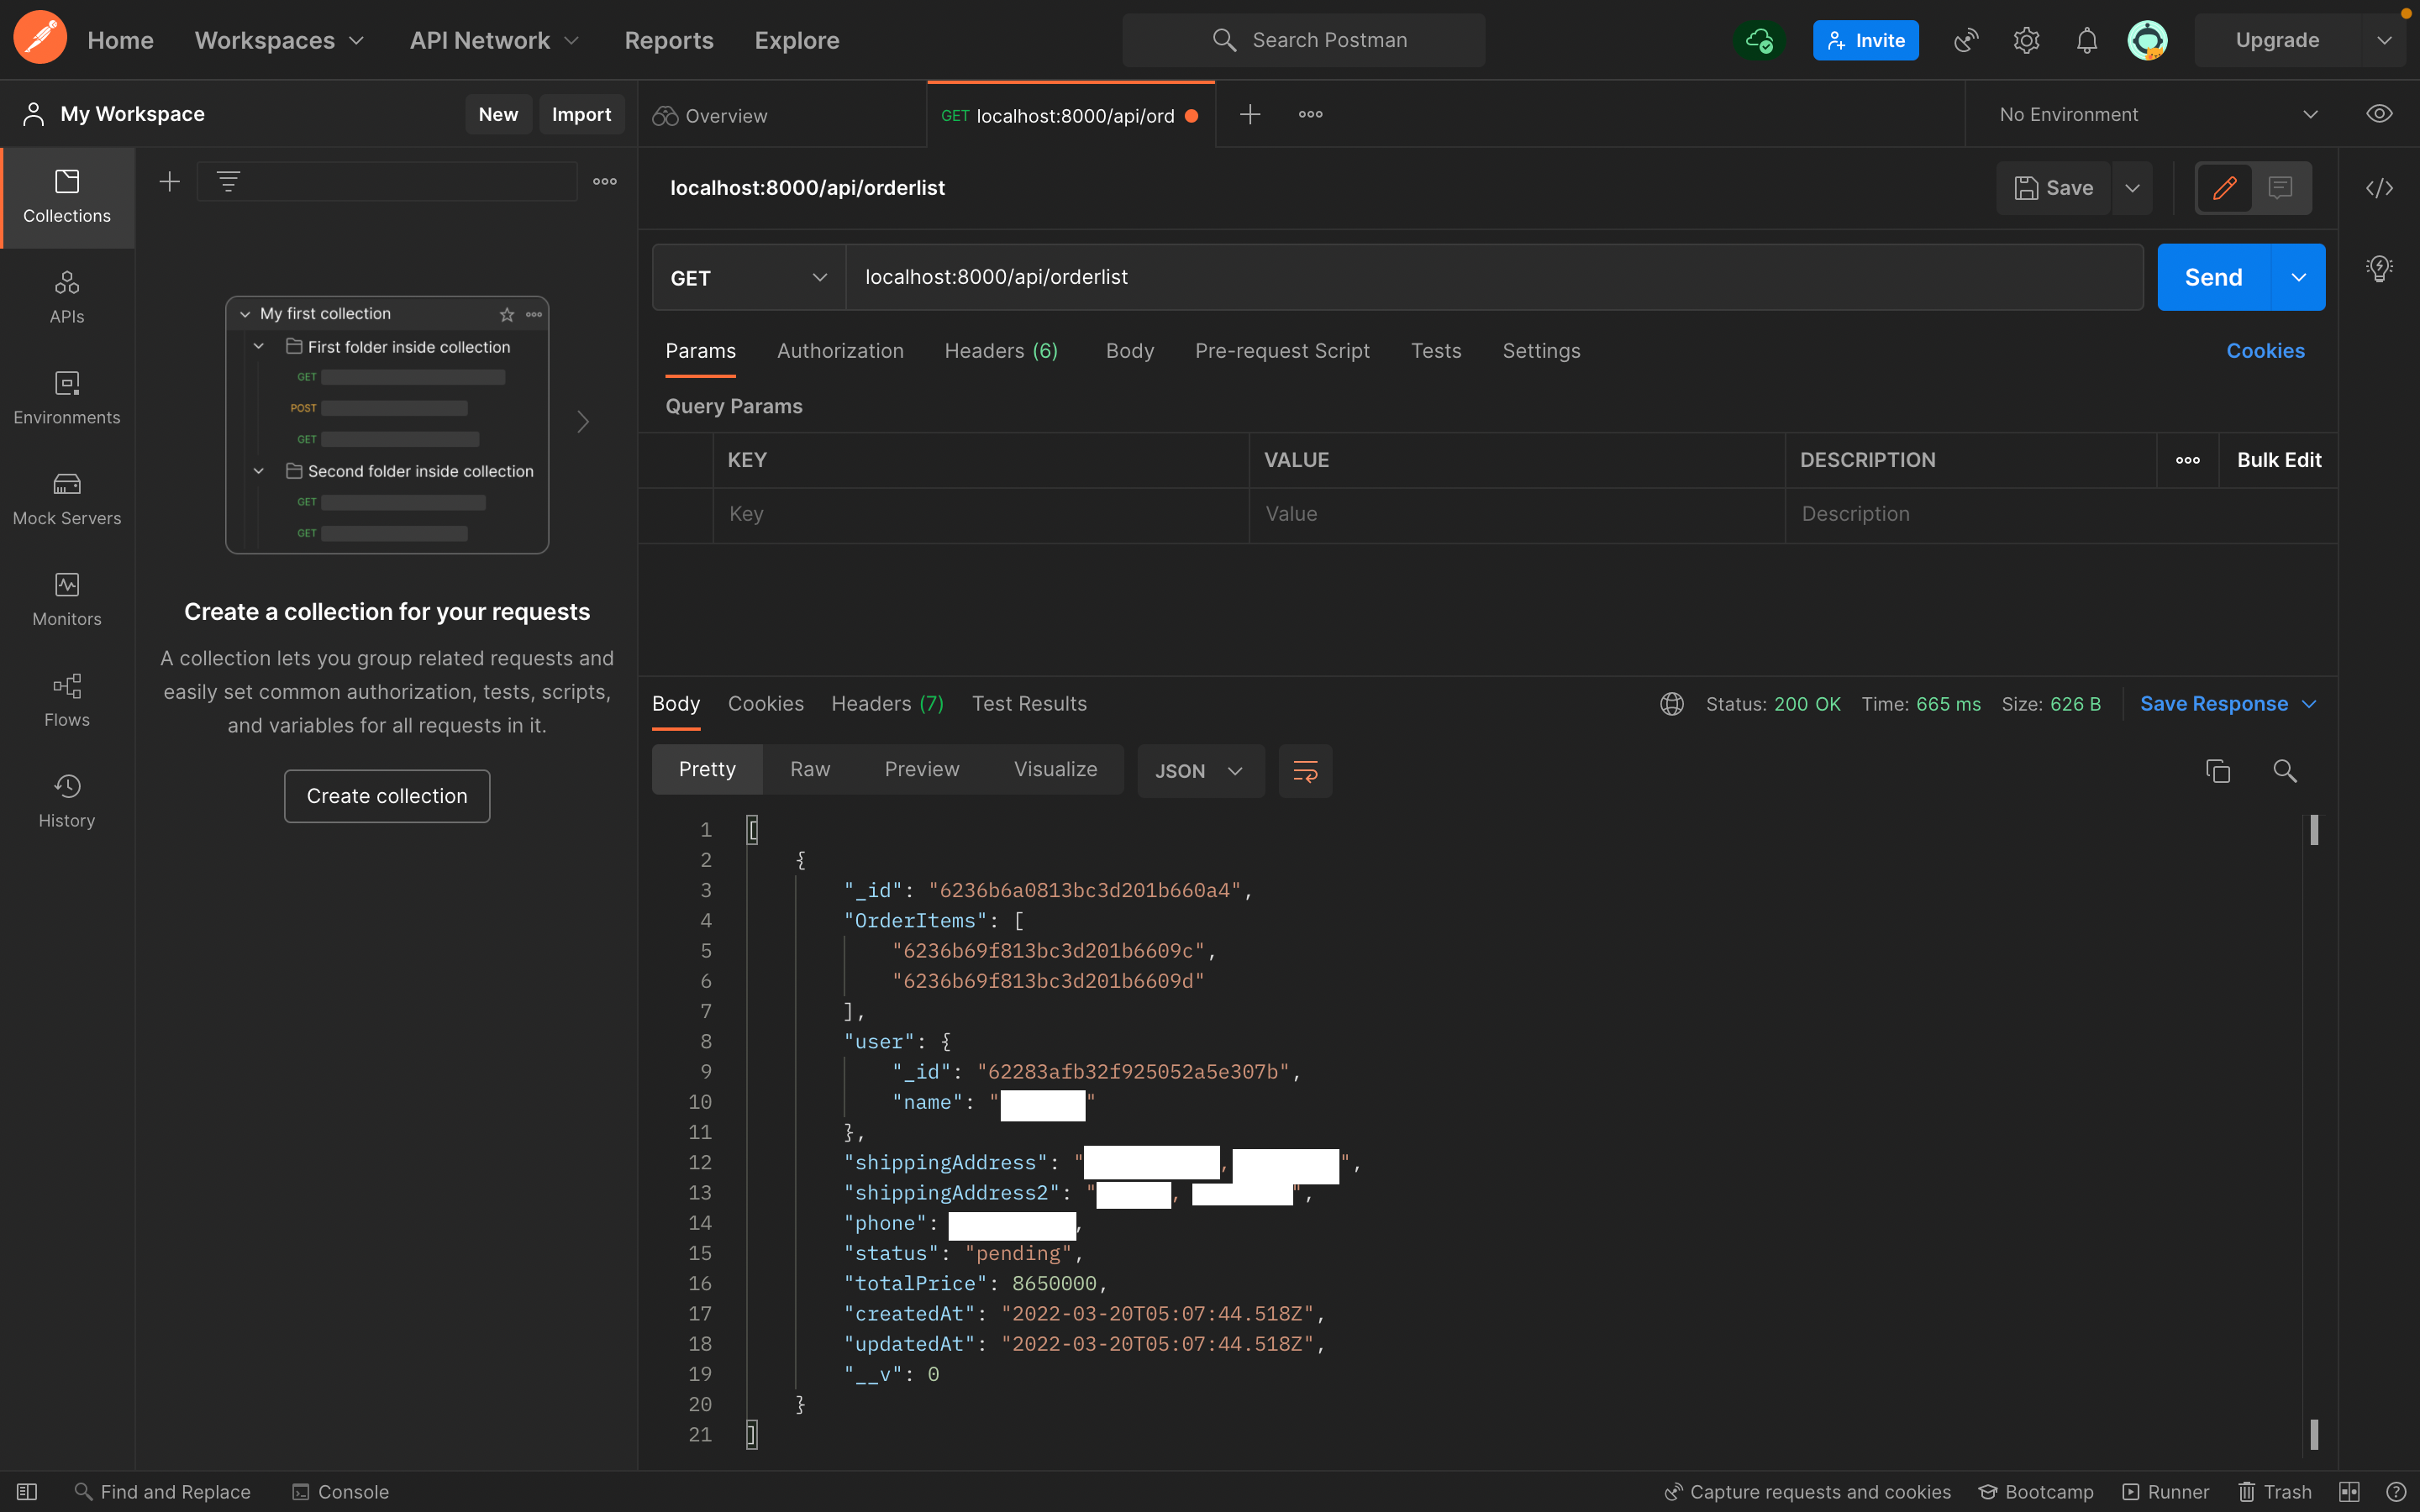 Home Workspaces API Network Reports Explore Search Postman Invite Upgrade
My Workspace New Import
Overview GET localhost:8000/api/ord No Environment
Collections
APIs
Environments
Mock Servers
Monitors
Flows
History
My first collection
First folder inside collection
GET
POST
GET
Second folder inside collection
GET
GET
Create a collection for your requests
A collection lets you group related requests and
easily set common authorization, tests, scripts,
and variables for all requests in it.
Create collection
localhost:8000/api/orderlist Save
GET localhost:8000/api/orderlist Send
Params Authorization Headers (6) Body Pre-request Script Tests Settings Cookies
Query Params
KEY VALUE DESCRIPTION Bulk Edit
Key Value Description
Body Cookies Headers (7) Test Results Status: 200 OK Time: 665 ms Size: 626 B Save Response
Pretty Raw Preview Visualize JSON
1 [
2 {
3 "_id": "6236b6a0813bc3d201b660a4",
4 "OrderItems": [
5 "6236b69f813bc3d201b6609c",
6 "6236b69f813bc3d201b6609d"
7 ],
8 "user": {
9 "_id": "62283afb32f925052a5e307b",
10 "name": " "
11 },
12 "shippingAddress": " , ",
13 "shippingAddress2": " , ",
14 "phone": ,
15 "status": "pending",
16 "totalPrice": 8650000,
17 "createdAt": "2022-03-20T05:07:44.518Z",
18 "updatedAt": "2022-03-20T05:07:44.518Z",
19 "__v": 0
20 }
21 ]
Find and Replace Console Capture requests and cookies Bootcamp Runner Trash